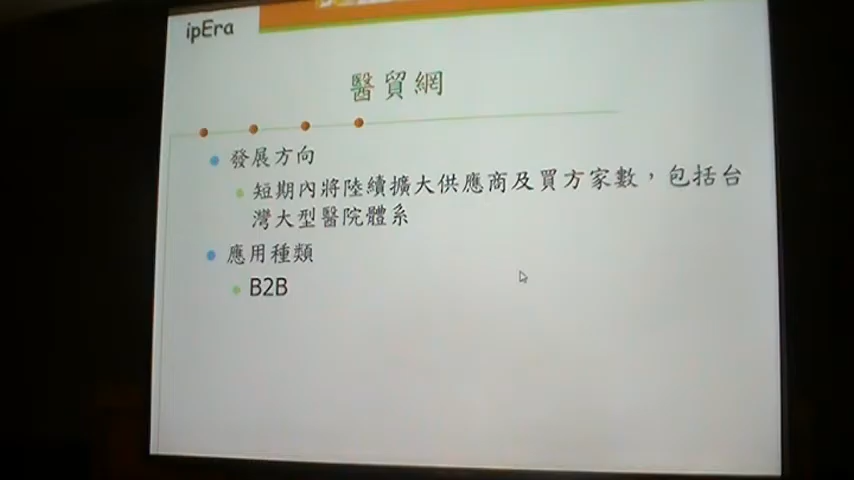 ipEra
醫貿網
發展方向
短期內將陸續擴大供應商及買方家數，包括台
灣大型醫院體系
應用種類
B2B